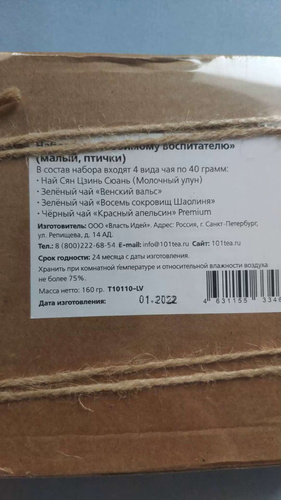 воспитателю»
(малый, птички)
В состав набора входят 4 вида чая по 40 грамм:
• Най Сян Цзинь Сюань (Молочный улун)
• Зелёный чай «Венский вальс»
• Зелёный чай «Восемь сокровищ Шаолиня»
• Чёрный чай «Красный апельсин» Premium
Изготовитель: ООО «Власть Идей». Адрес: Россия, г. Санкт-Петербург,
ул. Репищева, д. 14 АД.
Тел.: 8 (800)222-68-54 E-mail: info@101tea.ru Сайт: 101tea.ru
Срок годности: 24 месяца с даты изготовления.
Хранить при комнатной температуре и относительной влажности воздуха
не более 75%.
Масса нетто: 160 гр. T10110-LV
Дата изготовления: 01.2022
4 631155 3346